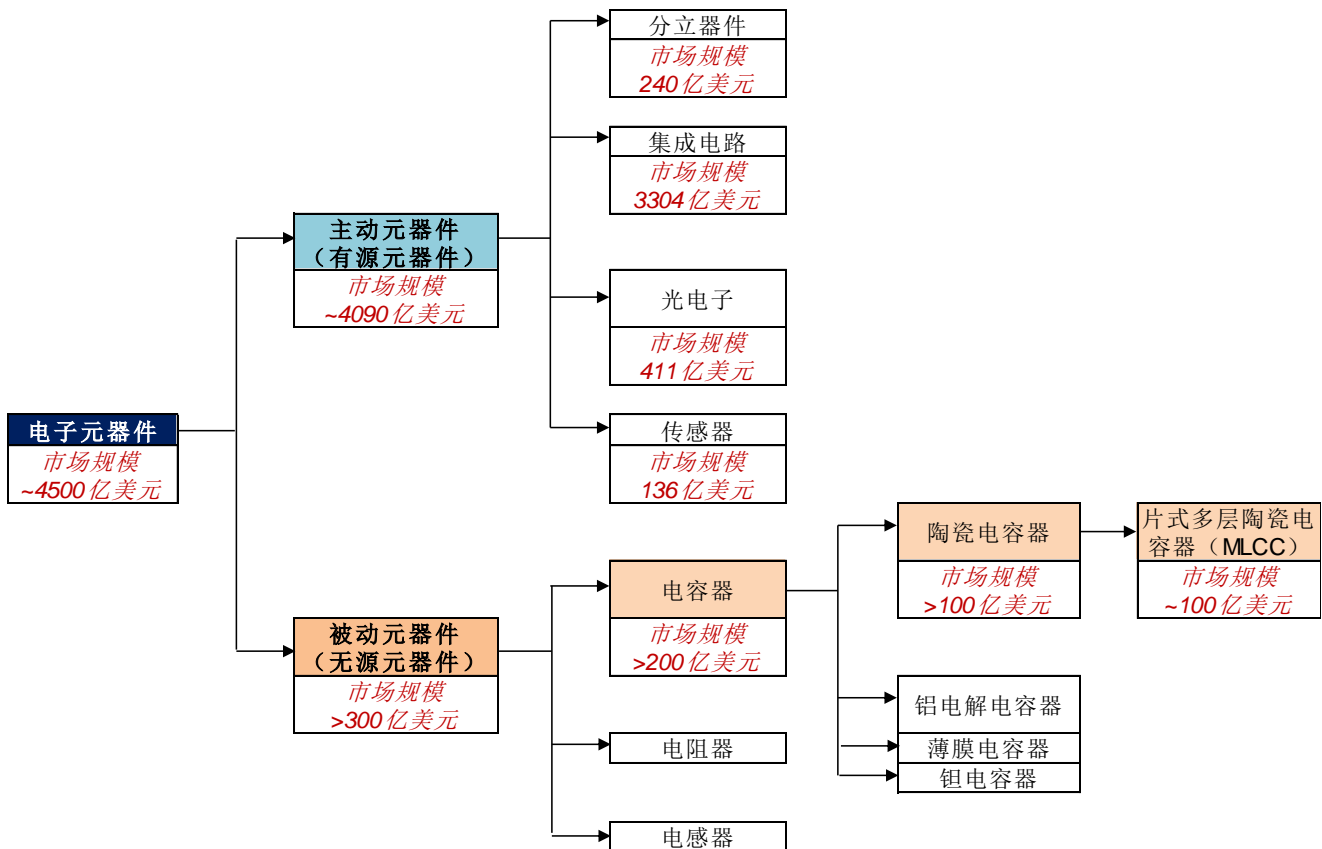 电子元器件
市场规模
~4500亿美元
主动元器件
（有源元器件）
市场规模
~4090亿美元
分立器件
市场规模
240亿美元
集成电路
市场规模
3304亿美元
光电子
市场规模
411亿美元
传感器
市场规模
136亿美元
被动元器件
（无源元器件）
市场规模
>300亿美元
电容器
市场规模
>200亿美元
电阻器
电感器
陶瓷电容器
市场规模
>100亿美元
铝电解电容器
薄膜电容器
钽电容器
片式多层陶瓷电
容器（MLCC）
市场规模
~100亿美元